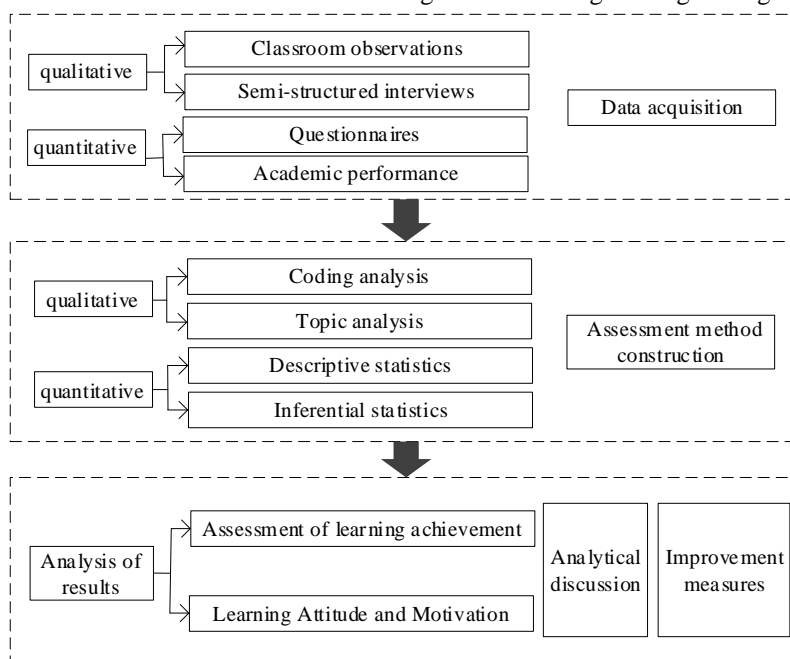 Classroom observations
qualitative
Semi-structured interviews
Data acquisition
Questionnaires
quantitative
Academic performance
Coding analysis
qualitative
Topic analysis
Assessment method
construction
Descriptive statistics
quantitative
Inferential statistics
Assessment of learning achievement
Analysis of
results
Analytical
discussion
Improvement
measures
Learning Attitude and Motivation